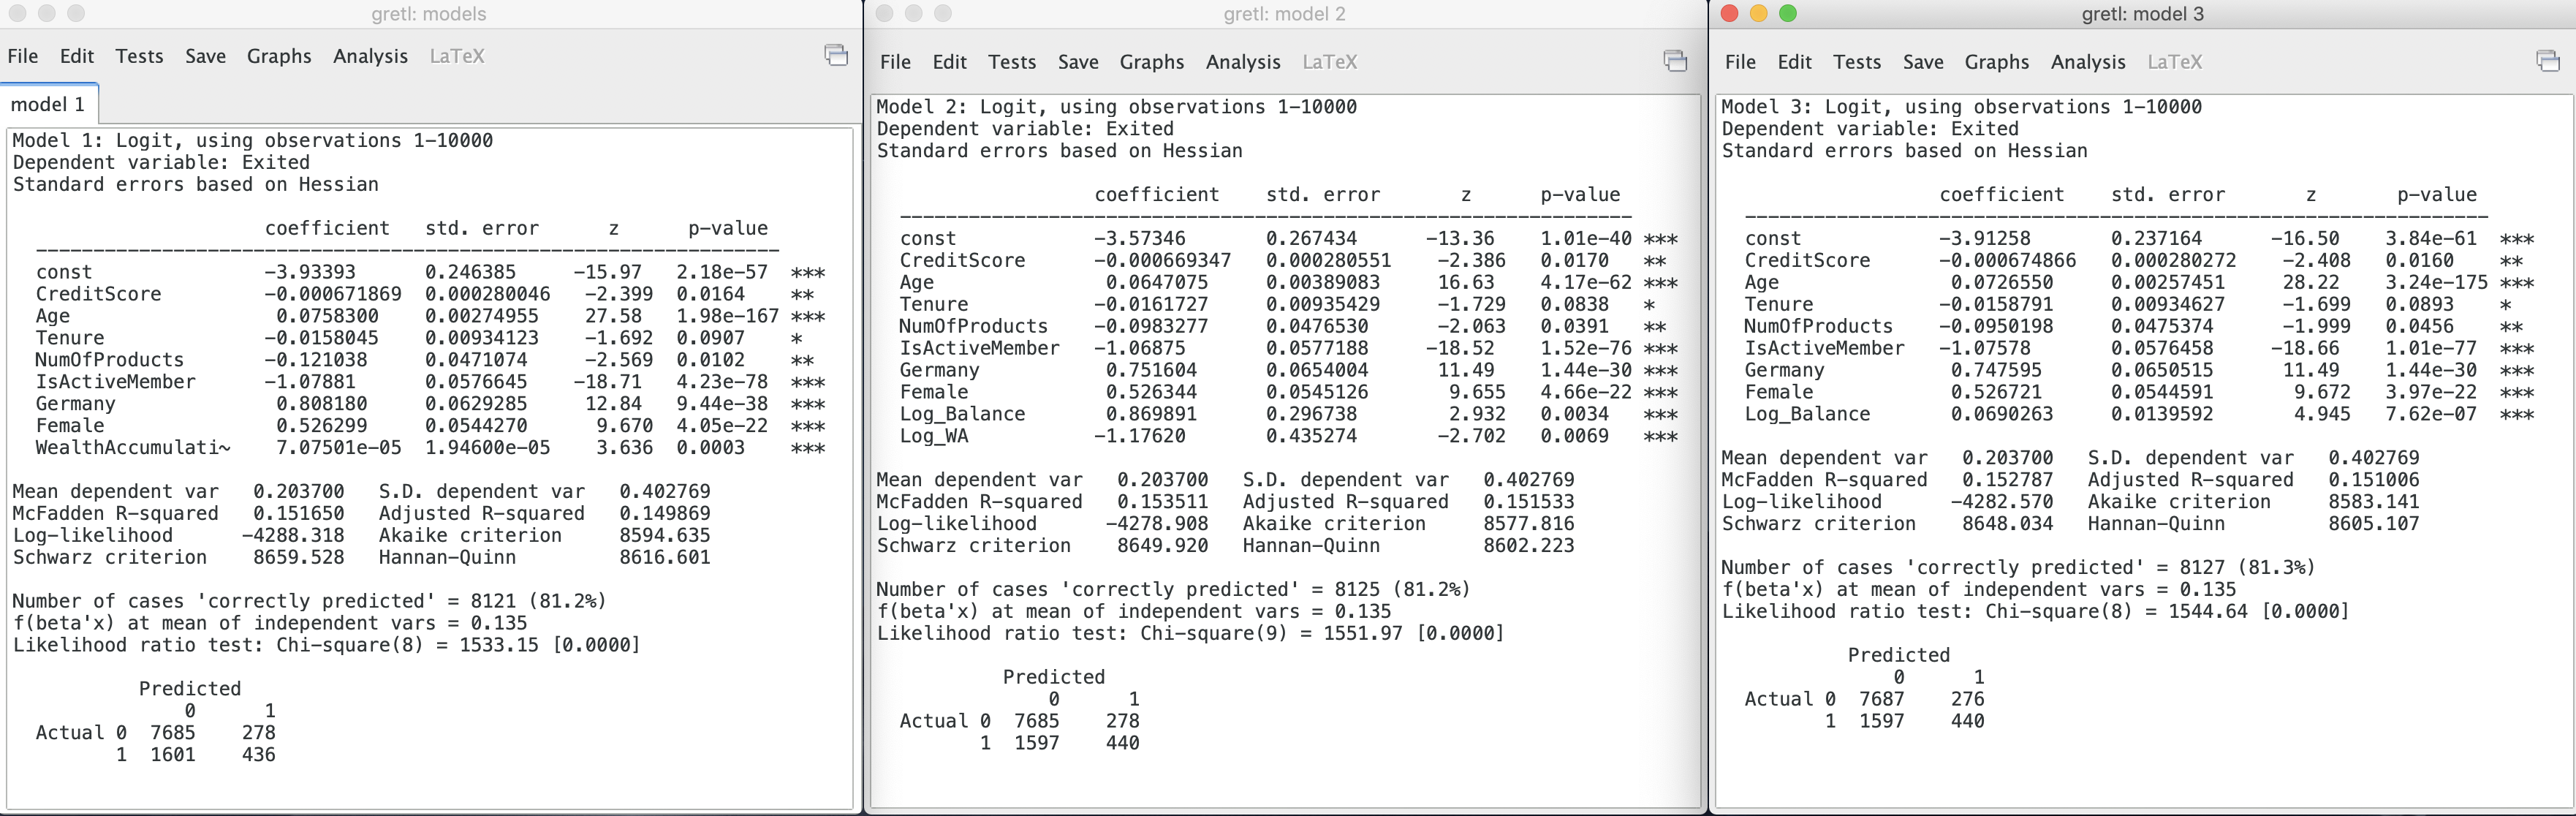 gretl: models
File Edit Tests Save Graphs Analysis LaTeX
model 1
Model 1: Logit, using observations 1-10000
Dependent variable: Exited
Standard errors based on Hessian
coefficient std. error z p-value
const -3.93393 0.246385 -15.97 2.18e-57 ***
CreditScore -0.000671869 0.000280046 -2.399 0.0164 **
Age 0.0758300 0.00274955 27.58 1.98e-167 ***
Tenure -0.0158045 0.00934123 -1.692 0.0907 *
NumOfProducts -0.121038 0.0471074 -2.569 0.0102 **
IsActiveMember -1.07881 0.0576645 -18.71 4.23e-78 ***
Germany 0.808180 0.0629285 12.84 9.44e-38 ***
Female 0.526299 0.0544270 9.670 4.05e-22 ***
WealthAccumulati~ 7.07501e-05 1.94600e-05 3.636 0.0003 ***
Mean dependent var 0.203700 S.D. dependent var 0.402769
McFadden R-squared 0.151650 Adjusted R-squared 0.149869
Log-likelihood -4288.318 Akaike criterion 8594.635
Schwarz criterion 8659.528 Hannan-Quinn 8616.601
Number of cases 'correctly predicted' = 8121 (81.2%)
f(beta'x) at mean of independent vars = 0.135
Likelihood ratio test: Chi-square(8) = 1533.15 [0.0000]
Predicted
0 1
Actual 0 7685 278
1 1601 436
gretl: model 2
File Edit Tests Save Graphs Analysis LaTeX
Model 2: Logit, using observations 1-10000
Dependent variable: Exited
Standard errors based on Hessian
coefficient std. error z p-value
const -3.57346 0.267434 -13.36 1.01e-40 ***
CreditScore -0.000669347 0.000280551 -2.386 0.0170 **
Age 0.0647075 0.00389083 16.63 4.17e-62 ***
Tenure -0.0161727 0.00935429 -1.729 0.0838 *
NumOfProducts -0.0983277 0.0476530 -2.063 0.0391 **
IsActiveMember -1.06875 0.0577188 -18.52 1.52e-76 ***
Germany 0.751604 0.0654004 11.49 1.44e-30 ***
Female 0.526344 0.0545126 9.655 4.66e-22 ***
Log_Balance 0.869891 0.296738 2.932 0.0034 ***
Log_WA -1.17620 0.435274 -2.702 0.0069 ***
Mean dependent var 0.203700 S.D. dependent var 0.402769
McFadden R-squared 0.153511 Adjusted R-squared 0.151533
Log-likelihood -4278.908 Akaike criterion 8577.816
Schwarz criterion 8649.920 Hannan-Quinn 8602.223
Number of cases 'correctly predicted' = 8125 (81.2%)
f(beta'x) at mean of independent vars = 0.135
Likelihood ratio test: Chi-square(9) = 1551.97 [0.0000]
Predicted
0 1
Actual 0 7685 278
1 1597 440
gretl: model 3
File Edit Tests Save Graphs Analysis LaTeX
Model 3: Logit, using observations 1-10000
Dependent variable: Exited
Standard errors based on Hessian
coefficient std. error z p-value
const -3.91258 0.237164 -16.50 3.84e-61 ***
CreditScore -0.000674866 0.000280272 -2.408 0.0160 **
Age 0.0726550 0.00257451 28.22 3.24e-175 ***
Tenure -0.0158791 0.00934627 -1.699 0.0893 *
NumOfProducts -0.0950198 0.0475374 -1.999 0.0456 **
IsActiveMember -1.07578 0.0576458 -18.66 1.01e-77 ***
Germany 0.747595 0.0650515 11.49 1.44e-30 ***
Female 0.526721 0.0544591 9.672 3.97e-22 ***
Log_Balance 0.0690263 0.0139592 4.945 7.62e-07 ***
Mean dependent var 0.203700 S.D. dependent var 0.402769
McFadden R-squared 0.152787 Adjusted R-squared 0.151006
Log-likelihood -4282.570 Akaike criterion 8583.141
Schwarz criterion 8648.034 Hannan-Quinn 8605.107
Number of cases 'correctly predicted' = 8127 (81.3%)
f(beta'x) at mean of independent vars = 0.135
Likelihood ratio test: Chi-square(8) = 1544.64 [0.0000]
Predicted
0 1
Actual 0 7687 276
1 1597 440